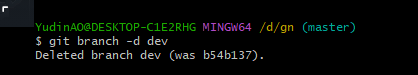 YudinAO@DESKTOP-C1E2RHG MINGW64 /d/gn (master)
$ git branch -d dev
Deleted branch dev (was b54b137).